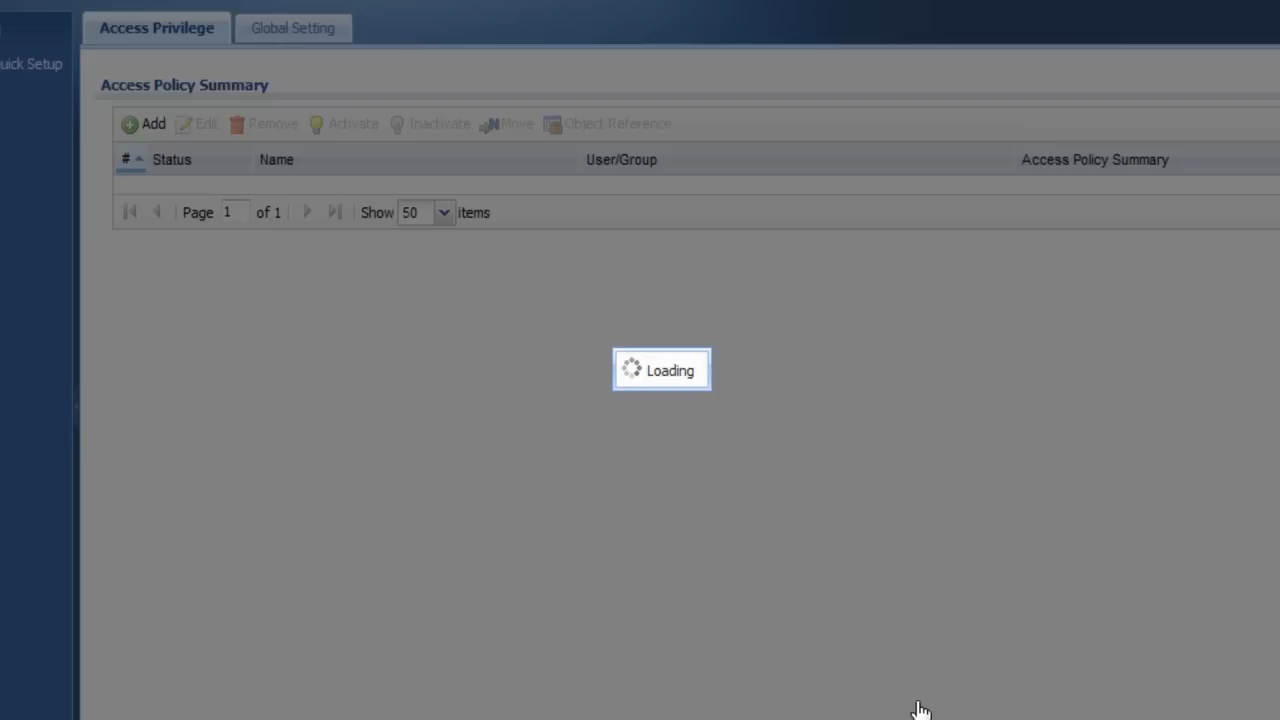 Access Privilege Global Setting
uick Setup
Access Policy Summary
Add Edit Remove Activate Inactivate Move Object Reference
# Status Name User/Group Access Policy Summary
Page 1 of 1 Show 50 items
Loading